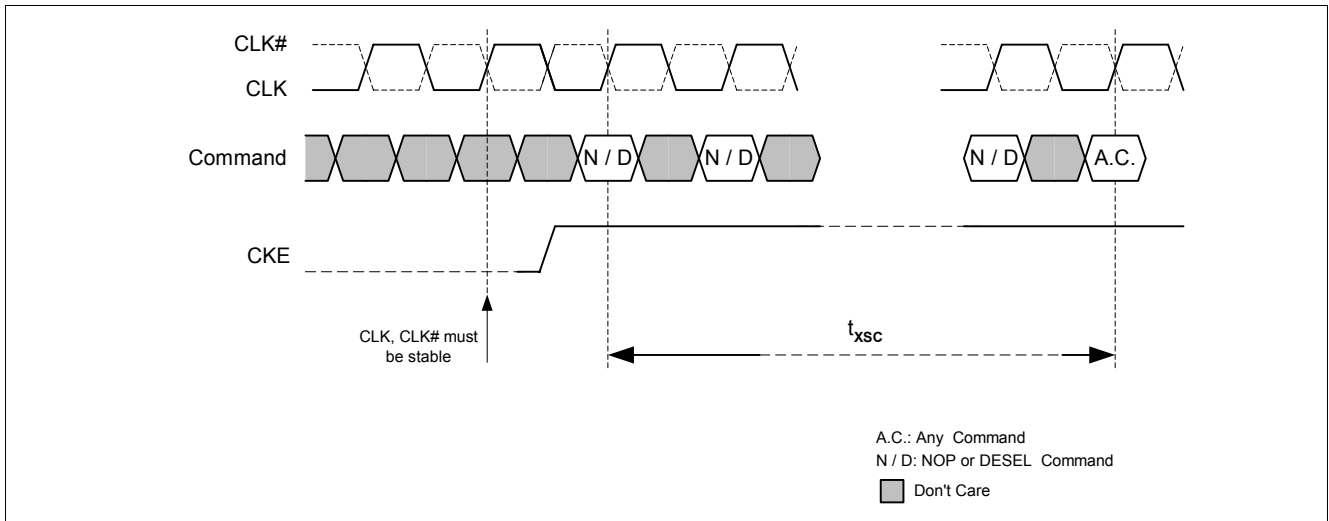 CLK#
CLK
Command
N / D
N / D
N / D
A.C.
CKE
CLK, CLK# must
be stable
txsc
A.C.: Any Command
N / D: NOP or DESEL Command
Don't Care